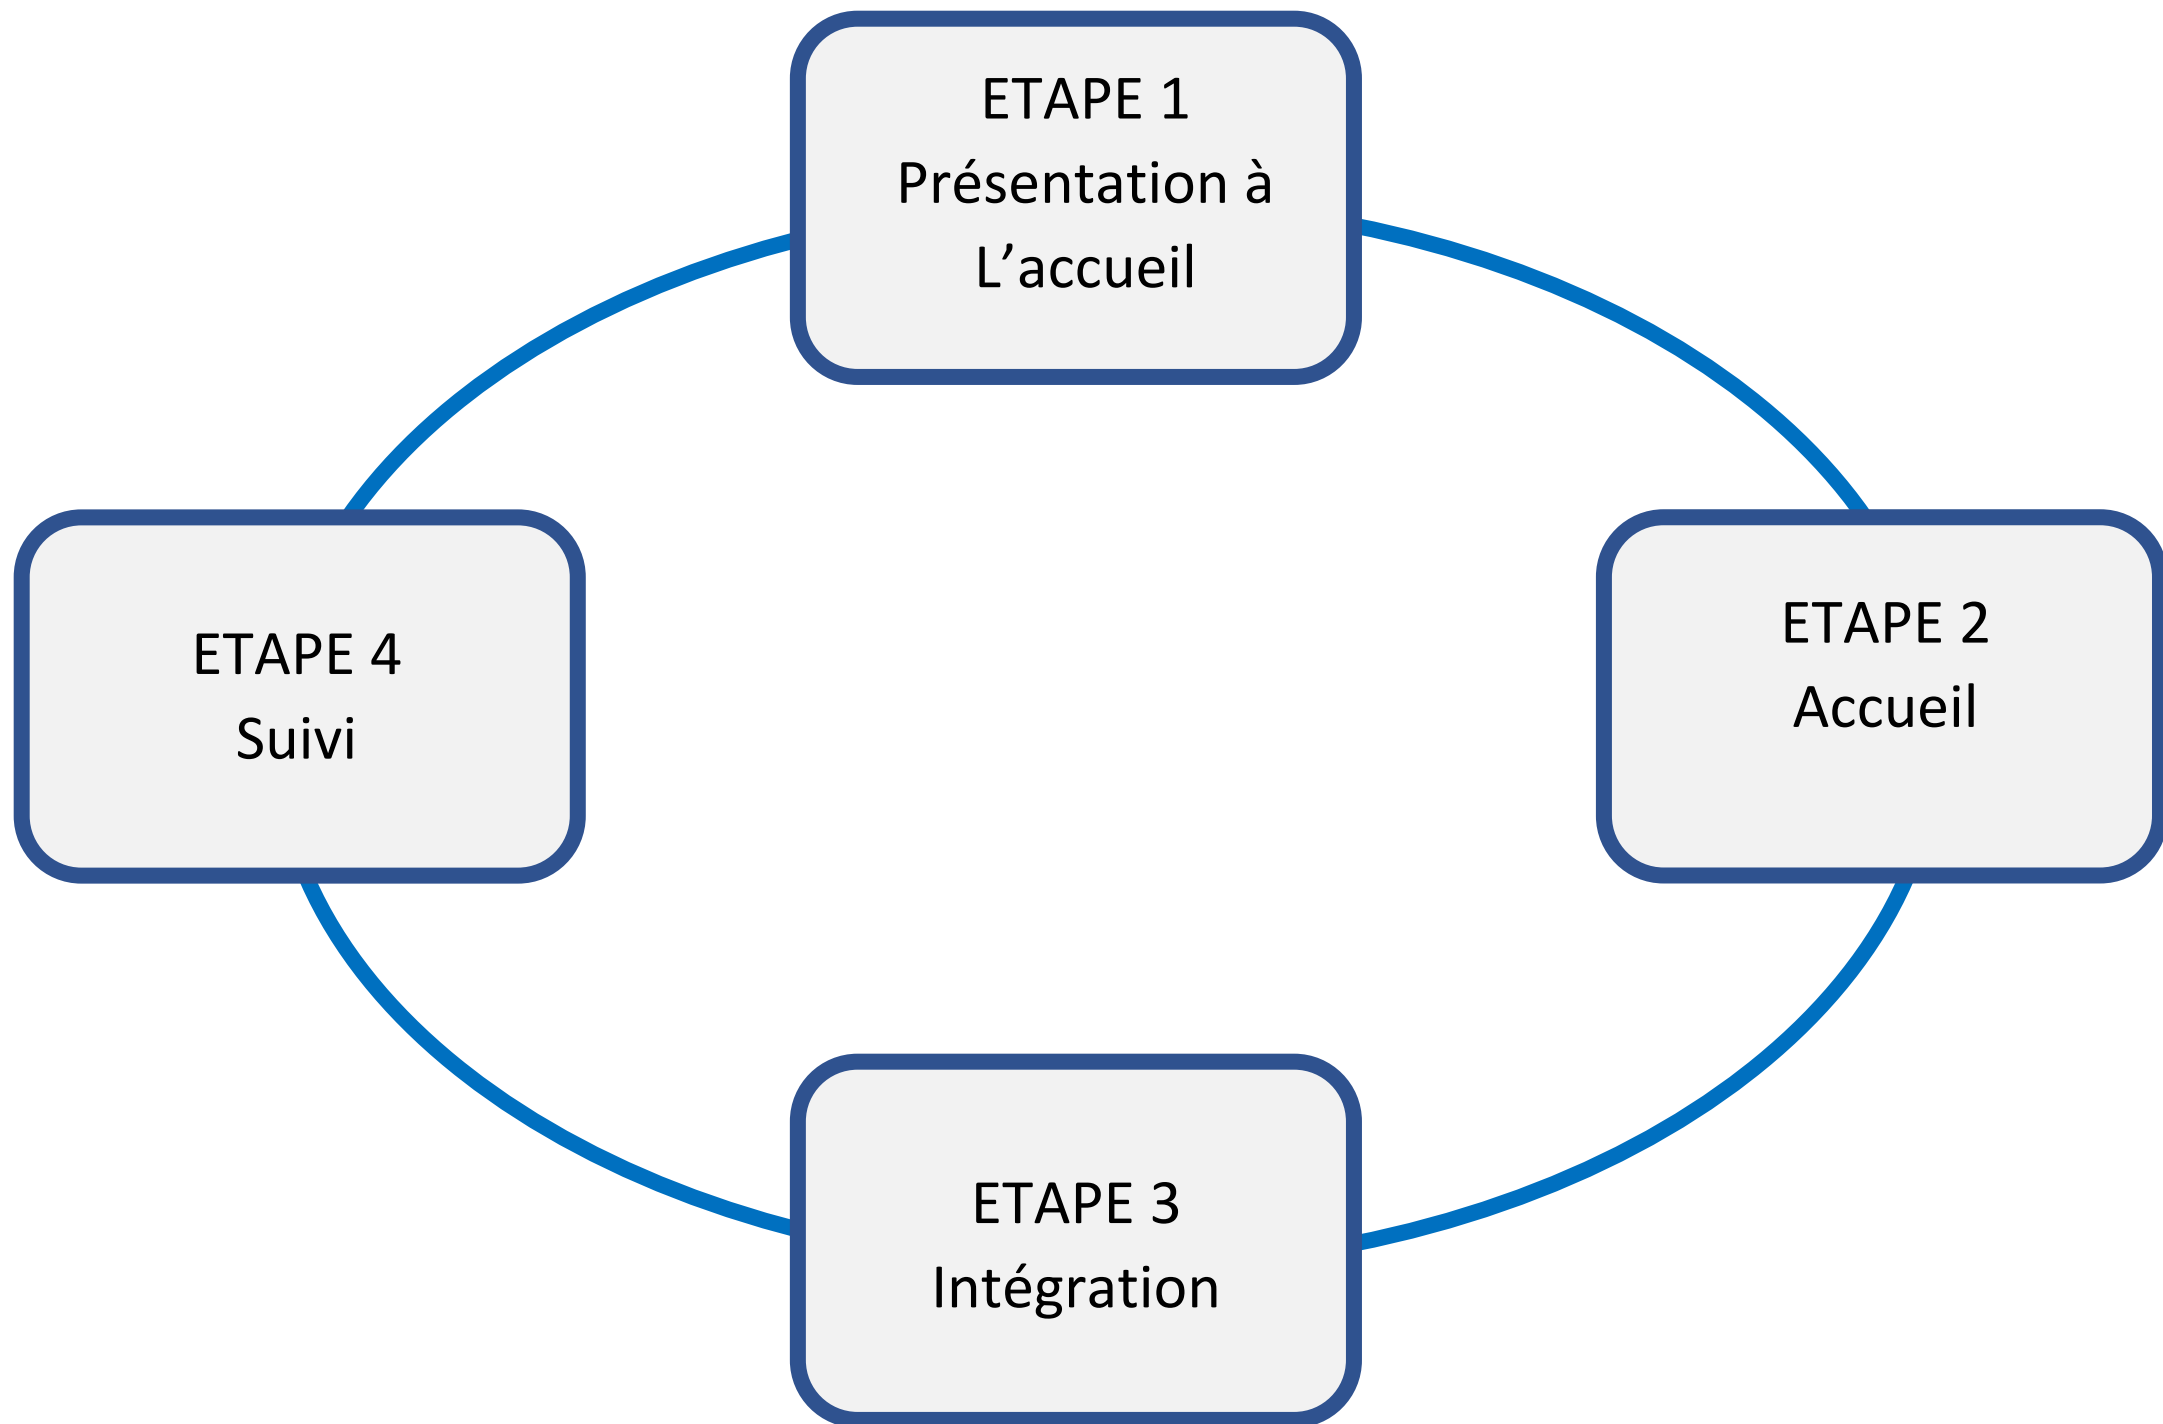 ETAPE 1
Présentation à
L’accueil
ETAPE 2
Accueil
ETAPE 3
Intégration
ETAPE 4
Suivi